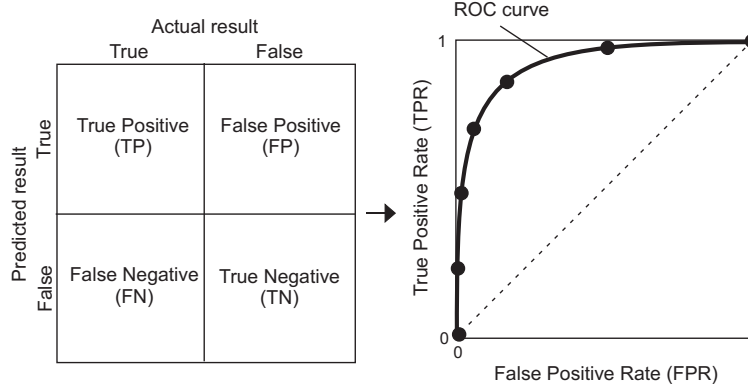 Actual result
True False
Predicted result
True
False
True Positive
(TP)
False Positive
(FP)
False Negative
(FN)
True Negative
(TN)
ROC curve
True Positive Rate (TPR)
1
0
0
False Positive Rate (FPR)